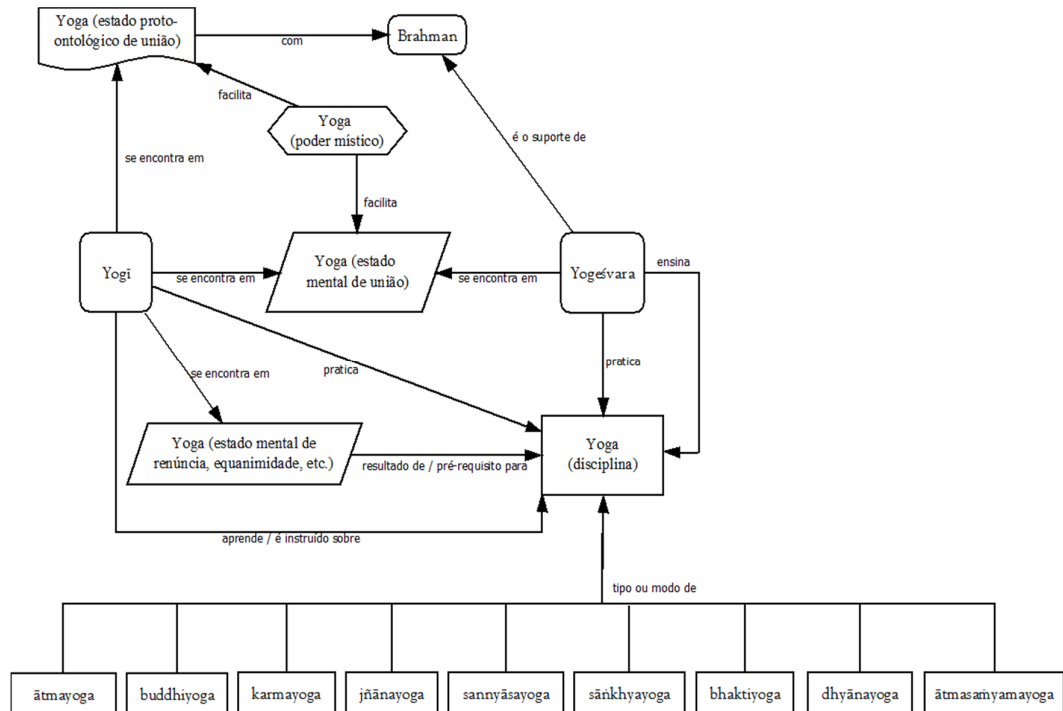 Yoga (estado proto-
ontológico de união)
com
Brahman
facilita
Yoga
(poder místico)
é o suporte de
se encontra em
facilita
Yogī
se encontra em
Yoga (estado
mental de união)
se encontra em
Yogeśvara
ensina
se encontra em
pratica
pratica
Yoga (estado mental de
renúncia, equanimidade, etc.)
resultado de / pré-requisito para
Yoga
(disciplina)
aprende / é instruído sobre
tipo ou modo de
ātmayoga
buddhiyoga
karmayoga
jñānayoga
sannyāsayoga
sāṅkhyayoga
bhaktiyoga
dhyānayoga
ātmasaṁyamayoga